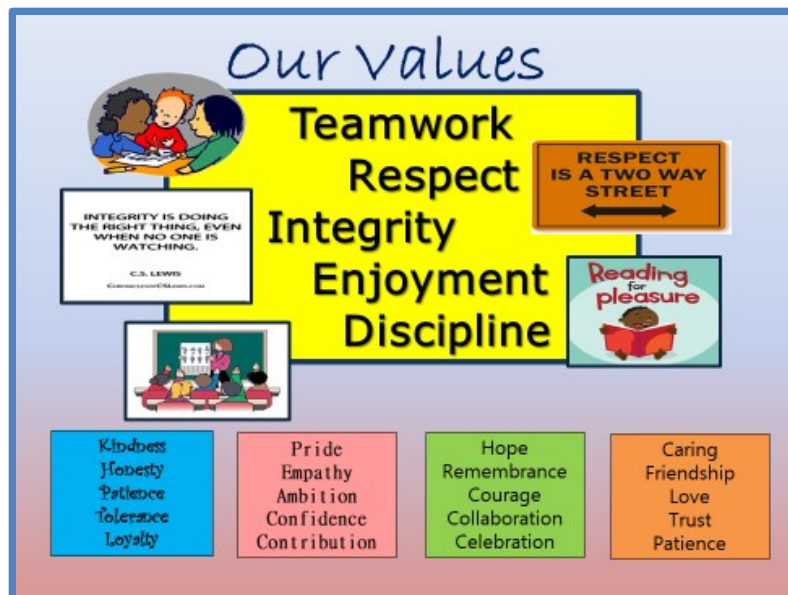 Our Values
Teamwork
Respect
Integrity
Enjoyment
Discipline
RESPECT
IS A TWO WAY
STREET
INTEGRITY IS DOING
THE RIGHT THING, EVEN
WHEN NO ONE IS
WATCHING.
C.S. LEWIS
Reading
for
pleasure
Kindness
Honesty
Patience
Tolerance
Loyalty
Pride
Empathy
Ambition
Confidence
Contribution
Hope
Remembrance
Courage
Collaboration
Celebration
Caring
Friendship
Love
Trust
Patience